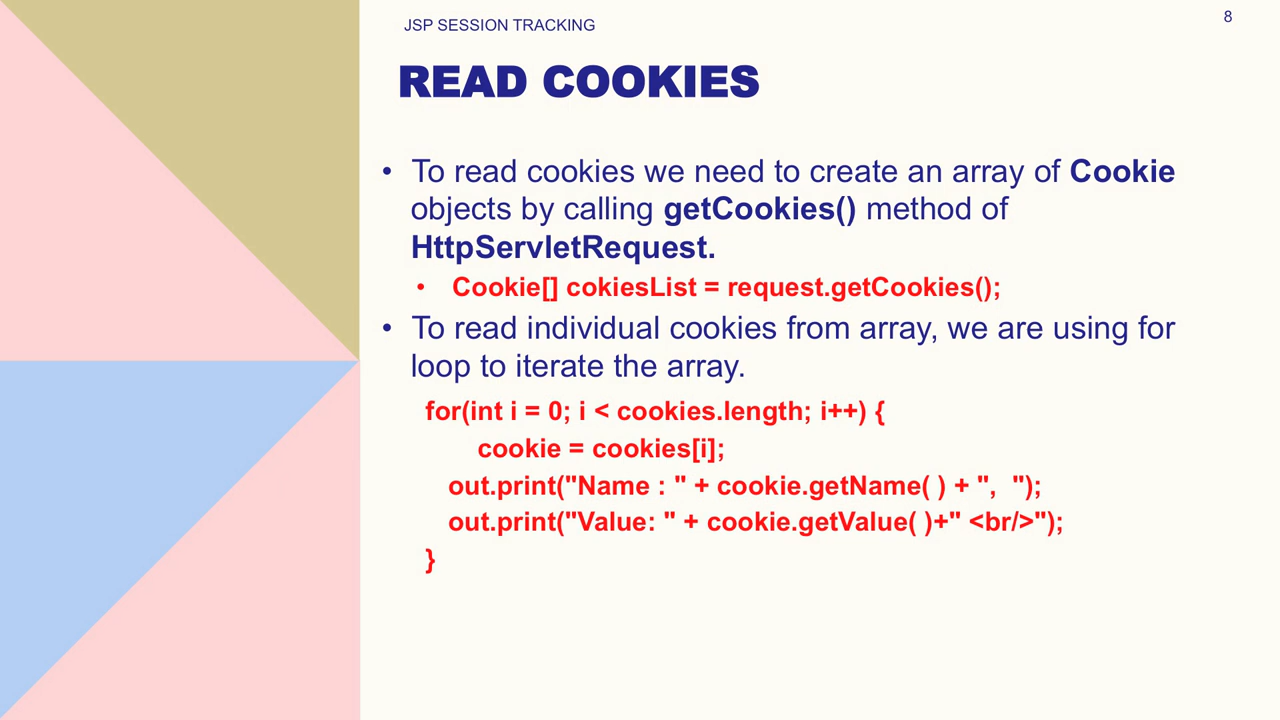 JSP SESSION TRACKING
8
READ COOKIES
• To read cookies we need to create an array of Cookie
objects by calling getCookies() method of
HttpServletRequest.
• Cookie[] cokiesList = request.getCookies();
• To read individual cookies from array, we are using for
loop to iterate the array.
for(int i = 0; i < cookies.length; i++) {
cookie = cookies[i];
out.print("Name : " + cookie.getName( ) + ",  ");
out.print("Value: " + cookie.getValue( )+" <br/>");
}